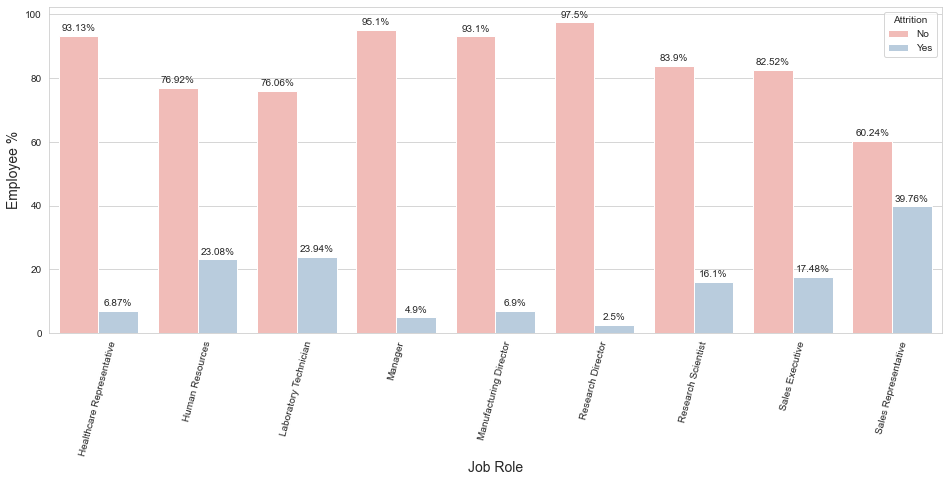 Employee %
100
80
60
40
20
0
93.13%
6.87%
76.92%
23.08%
76.06%
23.94%
95.1%
4.9%
93.1%
6.9%
97.5%
2.5%
83.9%
16.1%
82.52%
17.48%
60.24%
39.76%
Attrition
No
Yes
Healthcare Representative
Human Resources
Laboratory Technician
Manager
Manufacturing Director
Research Director
Research Scientist
Sales Executive
Sales Representative
Job Role